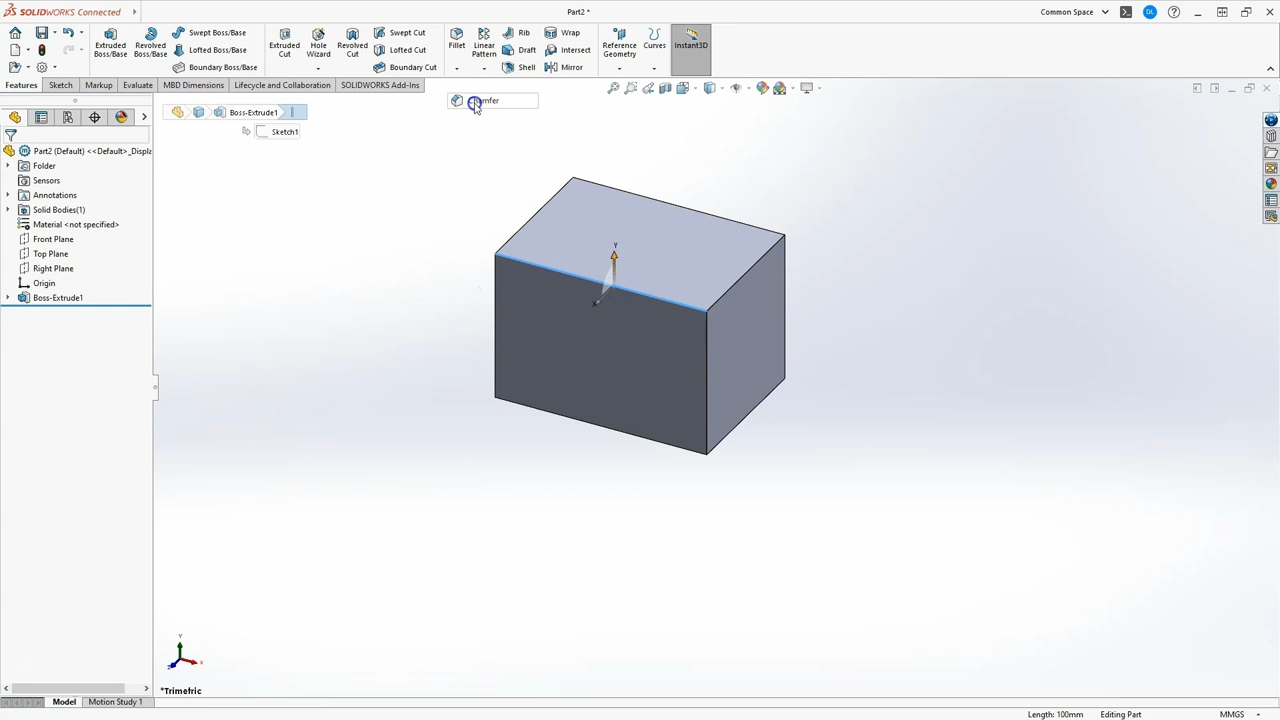 SOLIDWORKS Connected
Part2 *
Common Space
DL
Extruded Boss/Base
Revolved Boss/Base
Swept Boss/Base
Lofted Boss/Base
Boundary Boss/Base
Extruded Cut
Hole Wizard
Revolved Cut
Swept Cut
Lofted Cut
Boundary Cut
Fillet
Linear Pattern
Rib
Draft
Shell
Wrap
Intersect
Mirror
Reference Geometry
Curves
Instant3D
Features
Sketch
Markup
Evaluate
MBD Dimensions
Lifecycle and Collaboration
SOLIDWORKS Add-Ins
Boss-Extrude1
Sketch1
Part2 (Default) <<Default>_Displa
Folder
Sensors
Annotations
Solid Bodies(1)
Material <not specified>
Front Plane
Top Plane
Right Plane
Origin
Boss-Extrude1
Y
Y
X
*Trimetric
Model
Motion Study 1
Length: 100mm
Editing Part
MMGS